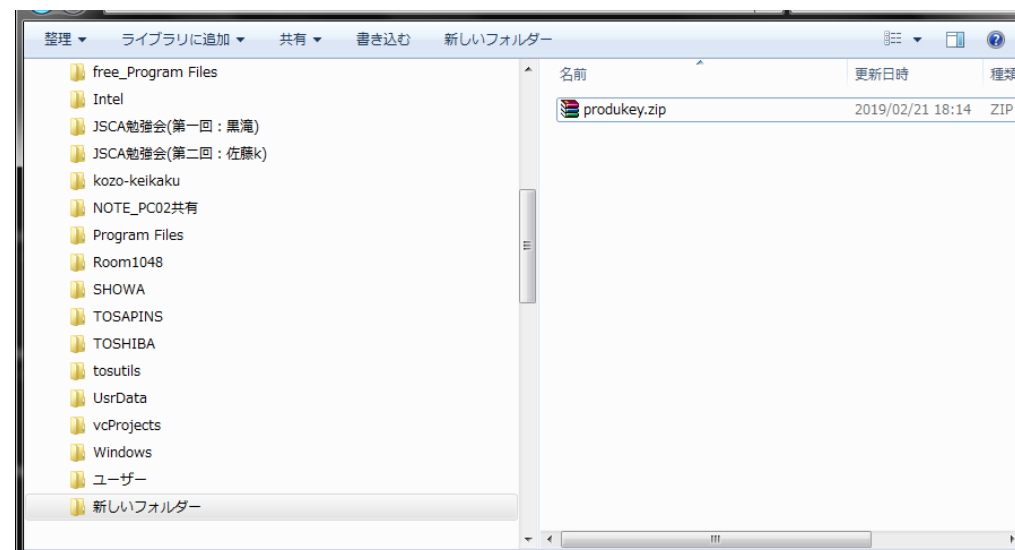 整理 ライブラリに追加 共有 書き込む 新しいフォルダー
free_Program Files
Intel
JSCA勉強会(第一回：黒滝)
JSCA勉強会(第二回：佐藤k)
kozo-keikaku
NOTE_PC02共有
Program Files
Room1048
SHOWA
TOSAPINS
TOSHIBA
tosutils
UsrData
vcProjects
Windows
ユーザー
新しいフォルダー
名前 更新日時 種類
produkey.zip 2019/02/21 18:14 ZIP